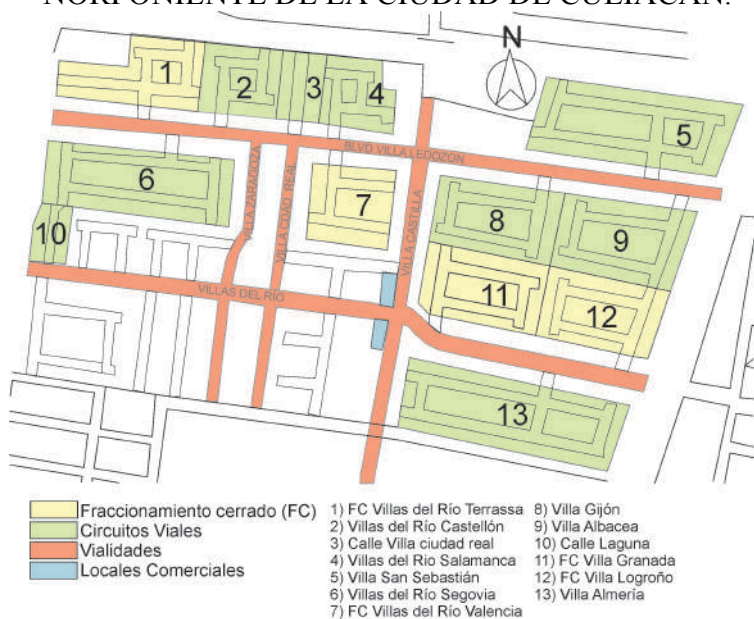 NORPONIENTE DE LA CIUDAD DE CULIACÁN.
N
1
2
3
4
5
BLVD VILLA LEDOZON
6
VILLA ZARAGOZA
VILLA CDAD. REAL
7
VILLA CASTILLA
8
9
10
VILLAS DEL RÍO
11
12
13
Fraccionamiento cerrado (FC)
Circuitos Viales
Vialidades
Locales Comerciales
1) FC Villas del Río Terrassa
2) Villas del Río Castellón
3) Calle Villa ciudad real
4) Villas del Rio Salamanca
5) Villa San Sebastián
6) Villas del Río Segovia
7) FC Villas del Río Valencia
8) Villa Gijón
9) Villa Albacea
10) Calle Laguna
11) FC Villa Granada
12) FC Villa Logroño
13) Villa Almería